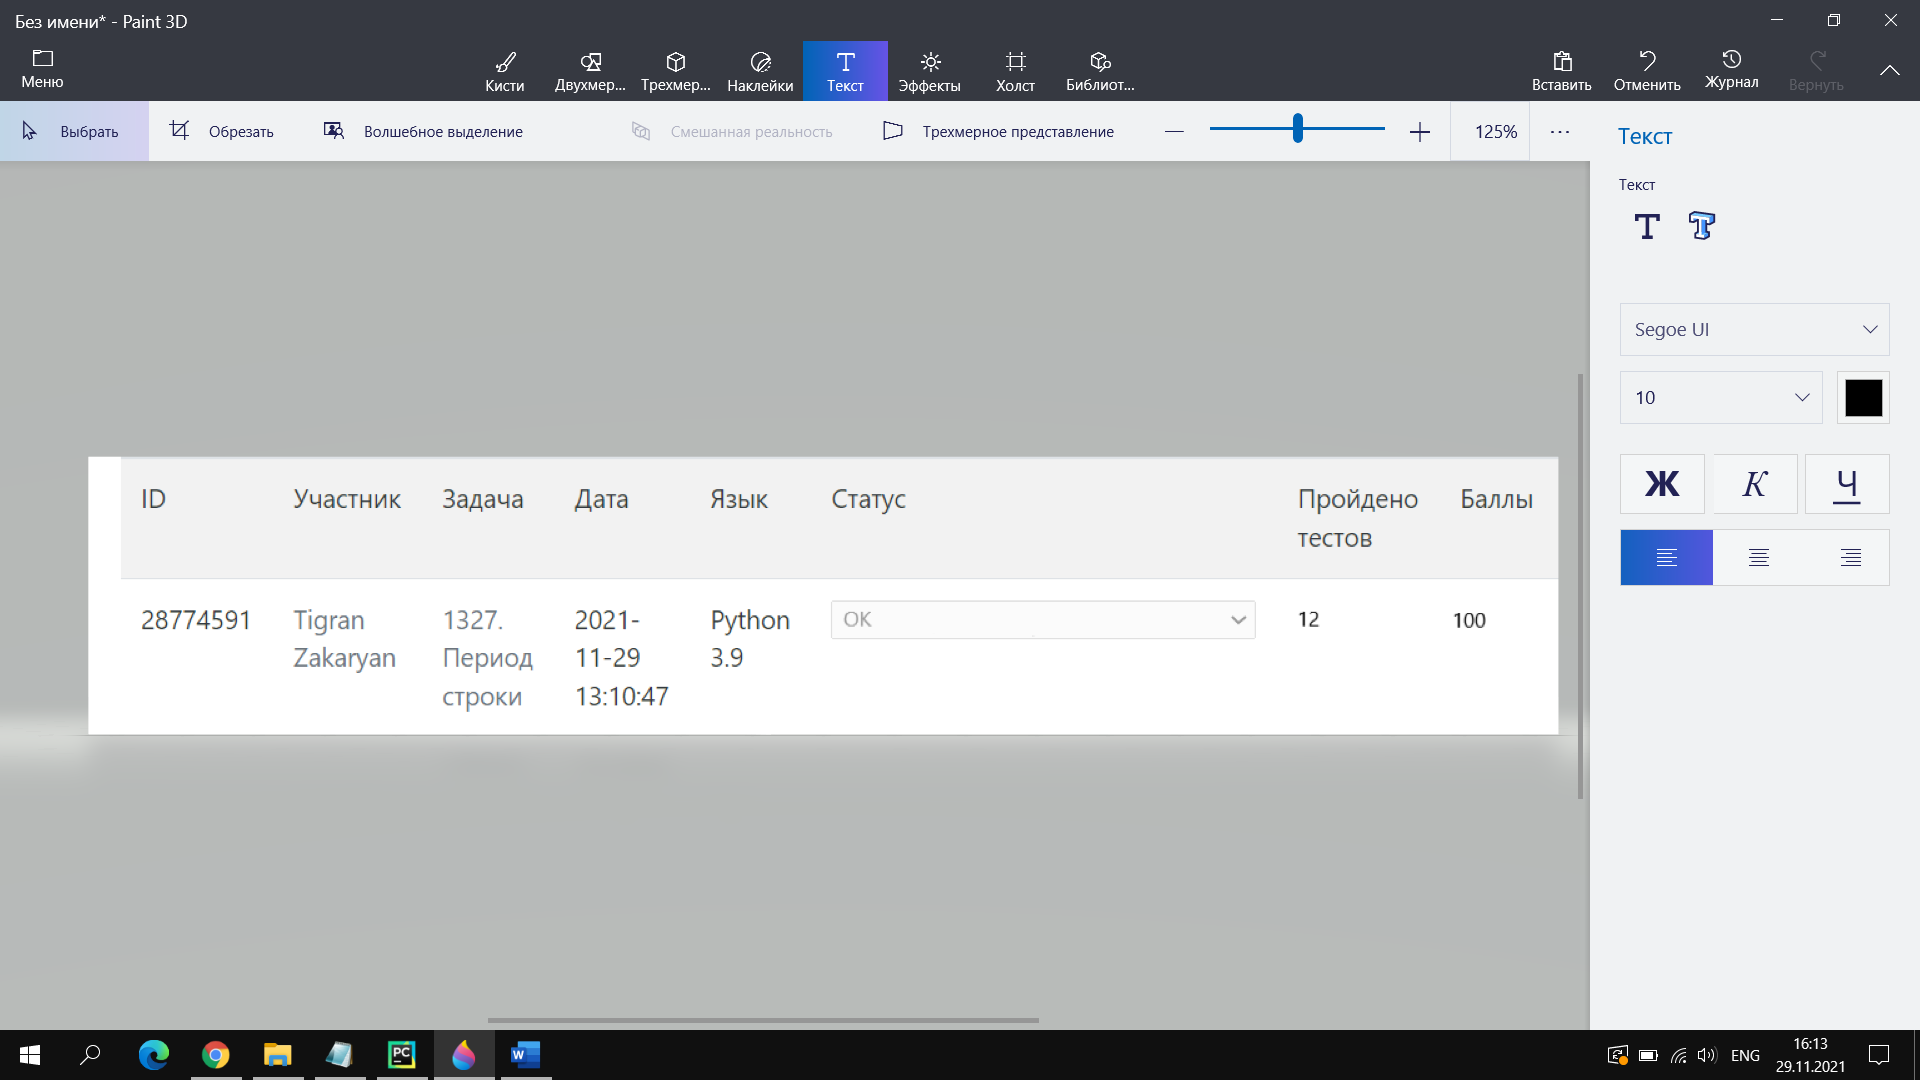 Без имени* - Paint 3D
Меню
Кисти
Двухмер...
Трехмер...
Наклейки
Текст
Эффекты
Холст
Библиот...
Вставить
Отменить
Журнал
Вернуть
Выбрать
Обрезать
Волшебное выделение
Смешанная реальность
Трехмерное представление
125%
Текст
Текст
Segoe UI
10
Ж К Ч
ID Участник Задача Дата Язык Статус Пройдено Баллы
тестов
28774591 Tigran 1327. 2021- Python OK 12 100
Zakaryan Период 11-29 3.9
строки 13:10:47
ENG
16:13
29.11.2021